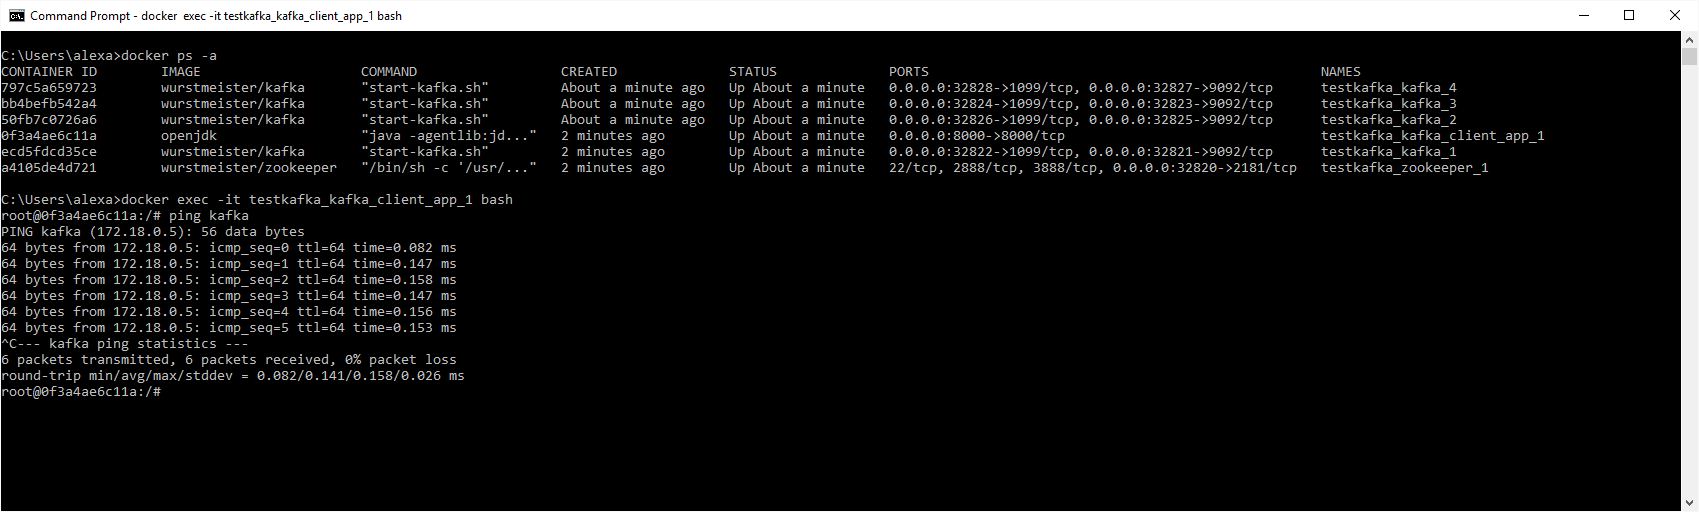 Command Prompt - docker exec -it testkafka_kafka_client_app_1 bash
C:\Users\alexa>docker ps -a
CONTAINER ID        IMAGE                    COMMAND                  CREATED              STATUS              PORTS                                                 NAMES
797c5a659723        wurstmeister/kafka       "start-kafka.sh"         About a minute ago   Up About a minute   0.0.0.0:32828->1099/tcp, 0.0.0.0:32827->9092/tcp      testkafka_kafka_4
bb4befb542a4        wurstmeister/kafka       "start-kafka.sh"         About a minute ago   Up About a minute   0.0.0.0:32824->1099/tcp, 0.0.0.0:32823->9092/tcp      testkafka_kafka_3
50fb7c0726a6        wurstmeister/kafka       "start-kafka.sh"         About a minute ago   Up About a minute   0.0.0.0:32826->1099/tcp, 0.0.0.0:32825->9092/tcp      testkafka_kafka_2
0f3a4ae6c11a        openjdk                  "java -agentlib:jd..."   2 minutes ago        Up About a minute   0.0.0.0:8000->8000/tcp                                testkafka_kafka_client_app_1
ecd5fdcd35ce        wurstmeister/kafka       "start-kafka.sh"         2 minutes ago        Up About a minute   0.0.0.0:32822->1099/tcp, 0.0.0.0:32821->9092/tcp      testkafka_kafka_1
a4105de4d721        wurstmeister/zookeeper   "/bin/sh -c '/usr/..."   2 minutes ago        Up About a minute   22/tcp, 2888/tcp, 3888/tcp, 0.0.0.0:32820->2181/tcp   testkafka_zookeeper_1
C:\Users\alexa>docker exec -it testkafka_kafka_client_app_1 bash
root@0f3a4ae6c11a:/# ping kafka
PING kafka (172.18.0.5): 56 data bytes
64 bytes from 172.18.0.5: icmp_seq=0 ttl=64 time=0.082 ms
64 bytes from 172.18.0.5: icmp_seq=1 ttl=64 time=0.147 ms
64 bytes from 172.18.0.5: icmp_seq=2 ttl=64 time=0.158 ms
64 bytes from 172.18.0.5: icmp_seq=3 ttl=64 time=0.147 ms
64 bytes from 172.18.0.5: icmp_seq=4 ttl=64 time=0.156 ms
64 bytes from 172.18.0.5: icmp_seq=5 ttl=64 time=0.153 ms
^C--- kafka ping statistics ---
6 packets transmitted, 6 packets received, 0% packet loss
round-trip min/avg/max/stddev = 0.082/0.141/0.158/0.026 ms
root@0f3a4ae6c11a:/#